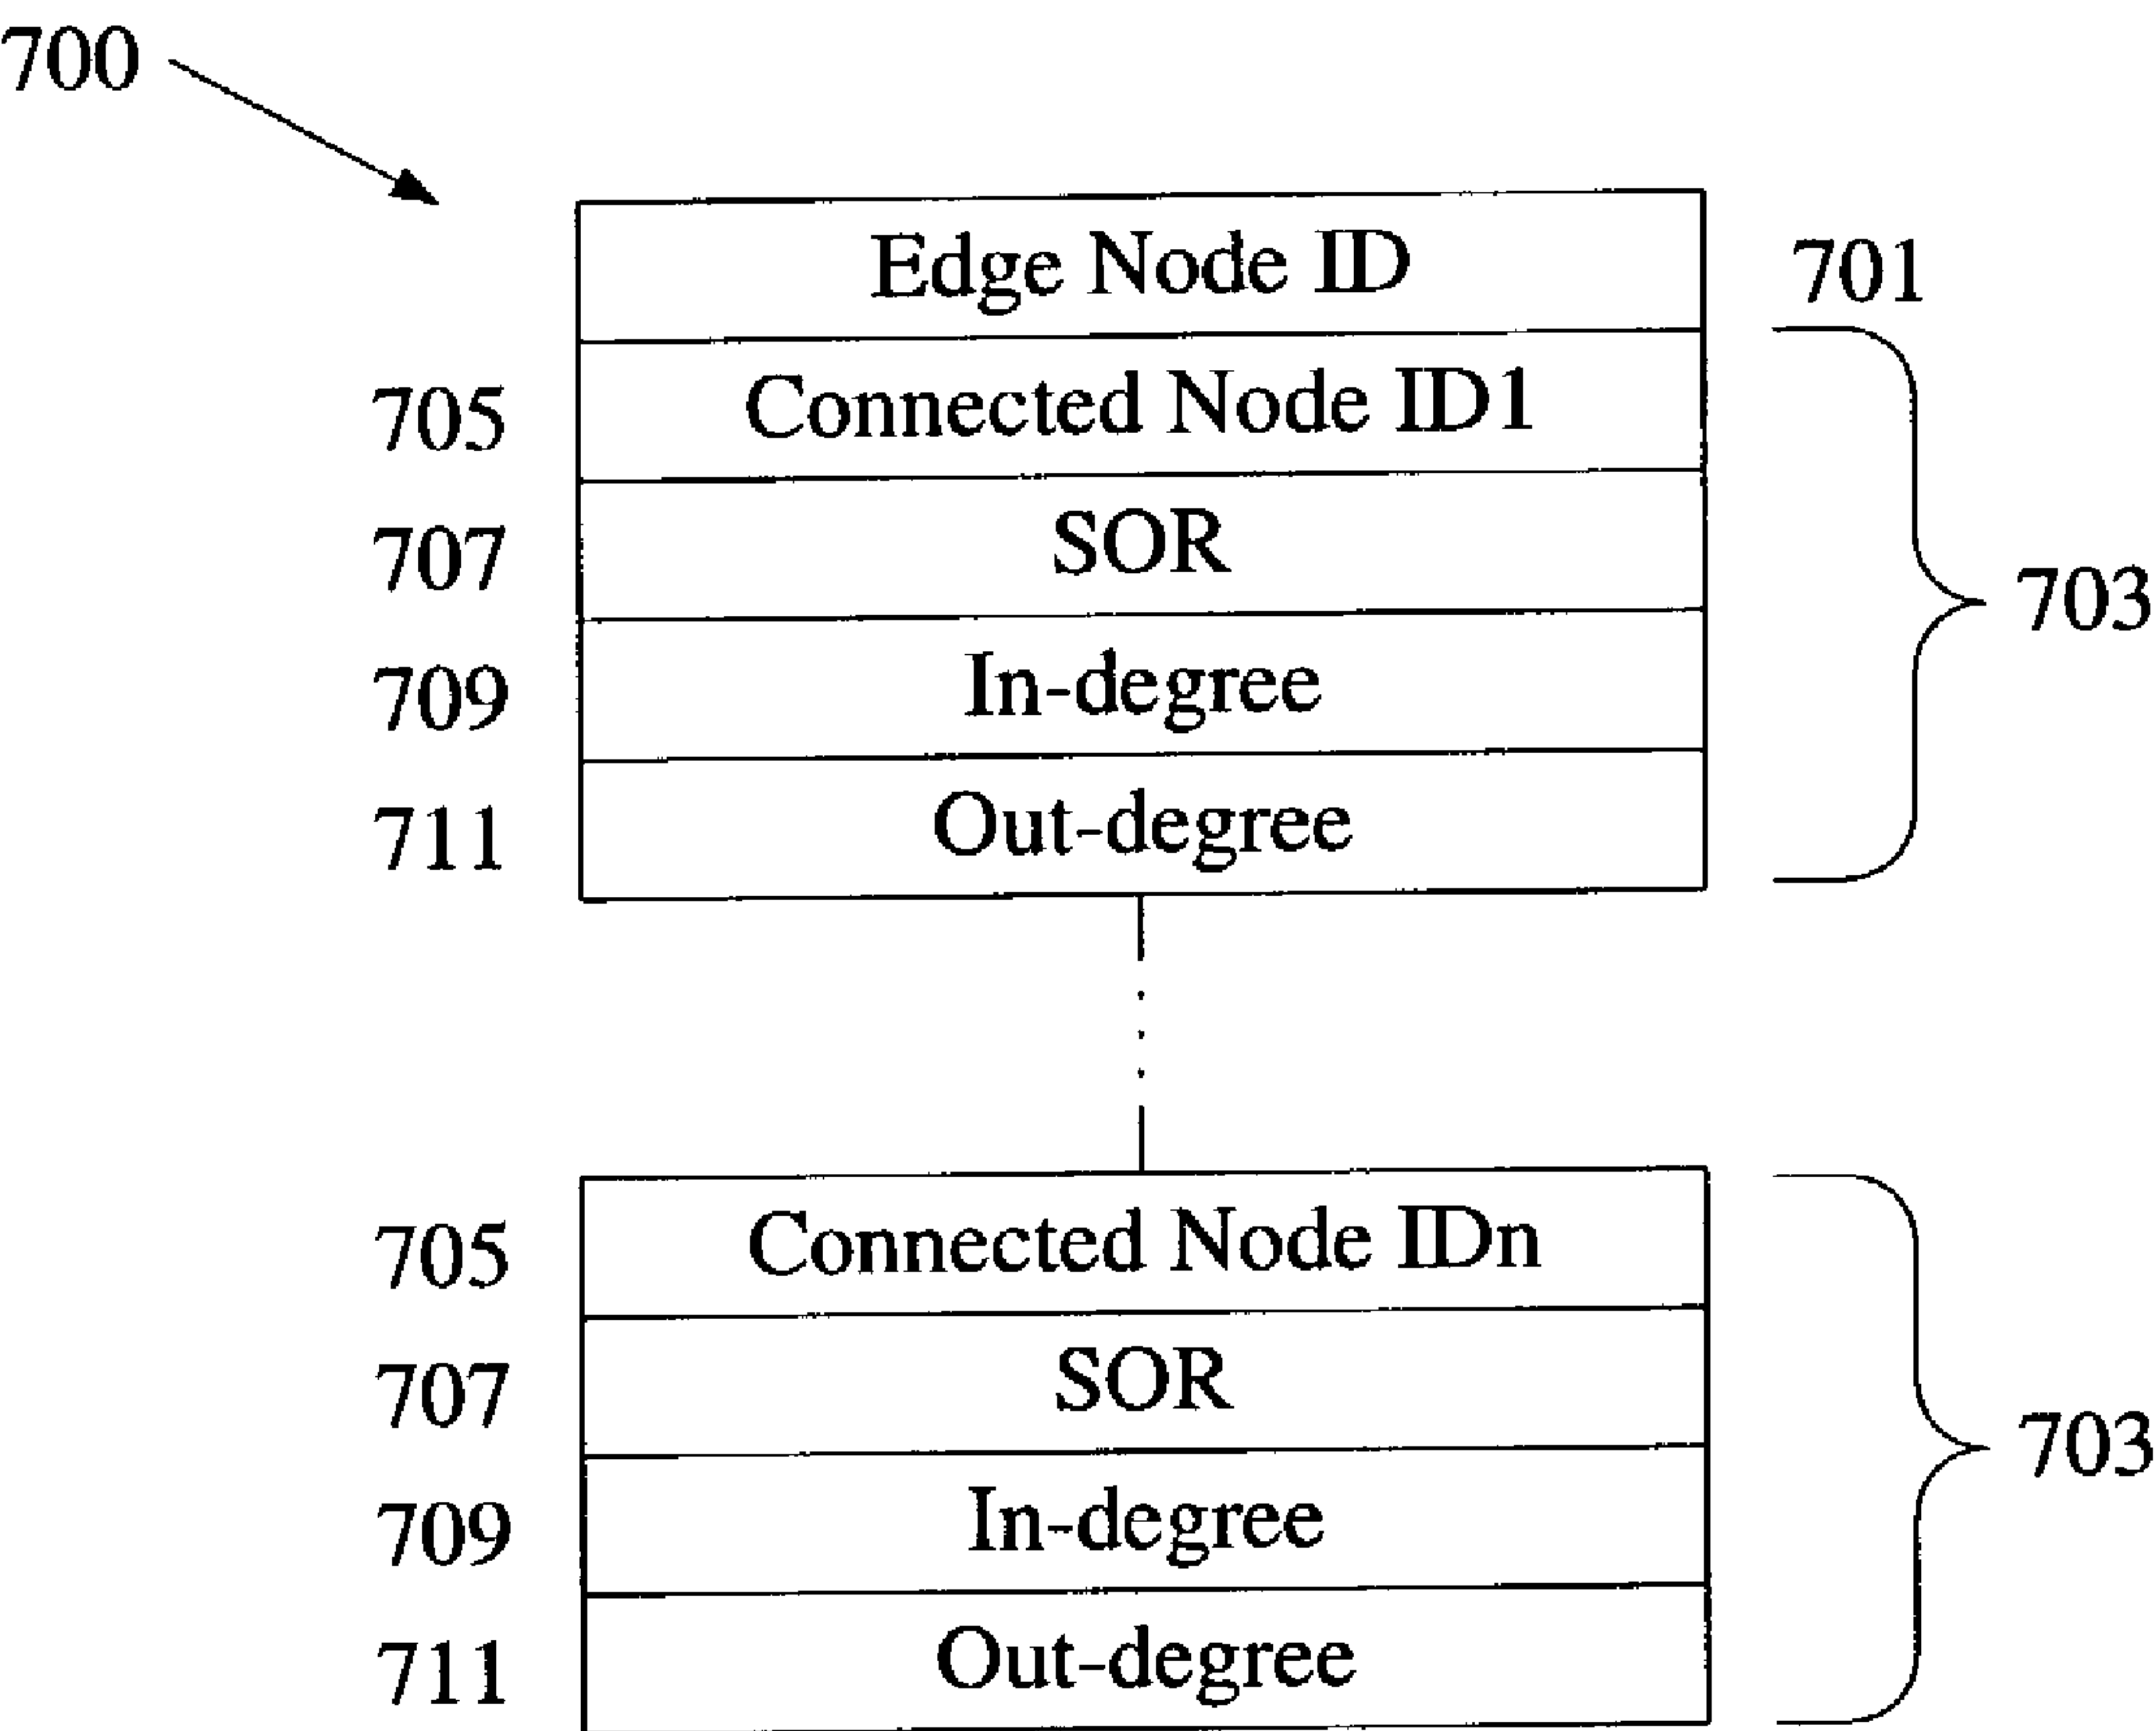 700
Edge Node ID 701
705 Connected Node ID1
707 SOR
703
709 In-degree
711 Out-degree
705 Connected Node IDn
707 SOR
703
709 In-degree
711 Out-degree